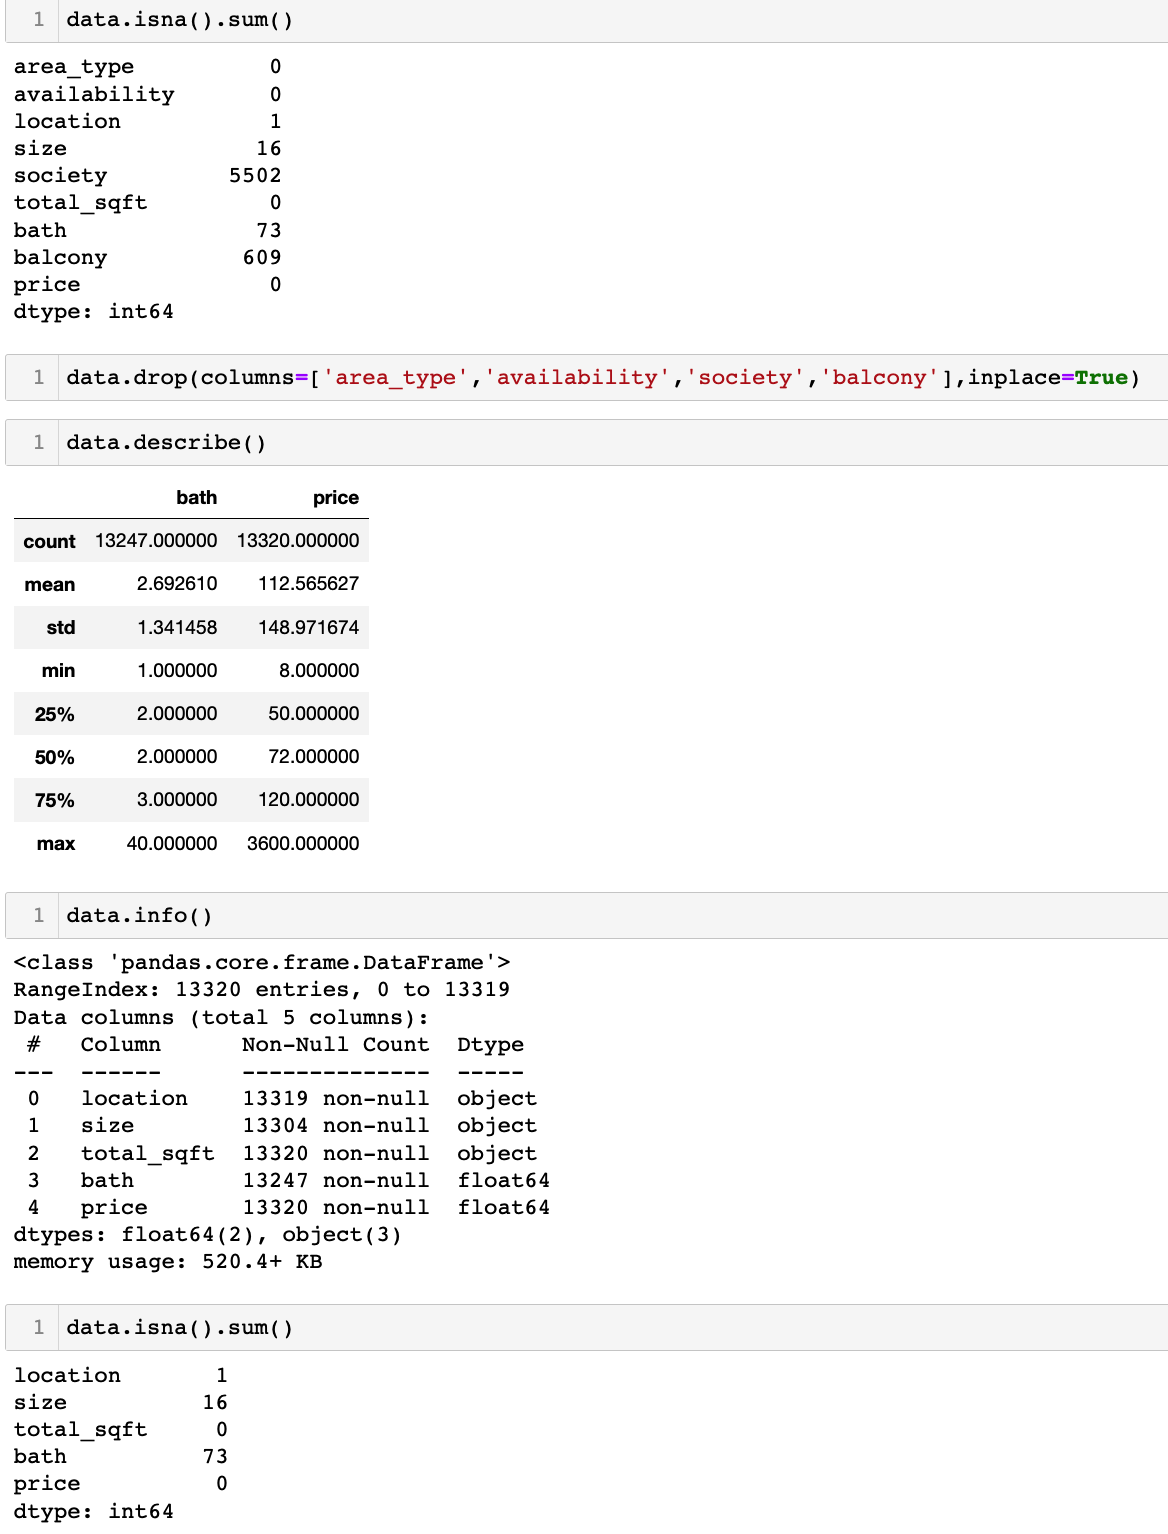 1 data.isna().sum()
area_type 0
availability 0
location 1
size 16
society 5502
total_sqft 0
bath 73
balcony 609
price 0
dtype: int64
1 data.drop(columns=['area_type','availability','society','balcony'],inplace=True)
1 data.describe()
bath price
count 13247.000000 13320.000000
mean 2.692610 112.565627
std 1.341458 148.971674
min 1.000000 8.000000
25% 2.000000 50.000000
50% 2.000000 72.000000
75% 3.000000 120.000000
max 40.000000 3600.000000
1 data.info()
<class 'pandas.core.frame.DataFrame'>
RangeIndex: 13320 entries, 0 to 13319
Data columns (total 5 columns):
# Column Non-Null Count Dtype
--- ------ -------------- -----
0 location 13319 non-null object
1 size 13304 non-null object
2 total_sqft 13320 non-null object
3 bath 13247 non-null float64
4 price 13320 non-null float64
dtypes: float64(2), object(3)
memory usage: 520.4+ KB
1 data.isna().sum()
location 1
size 16
total_sqft 0
bath 73
price 0
dtype: int64